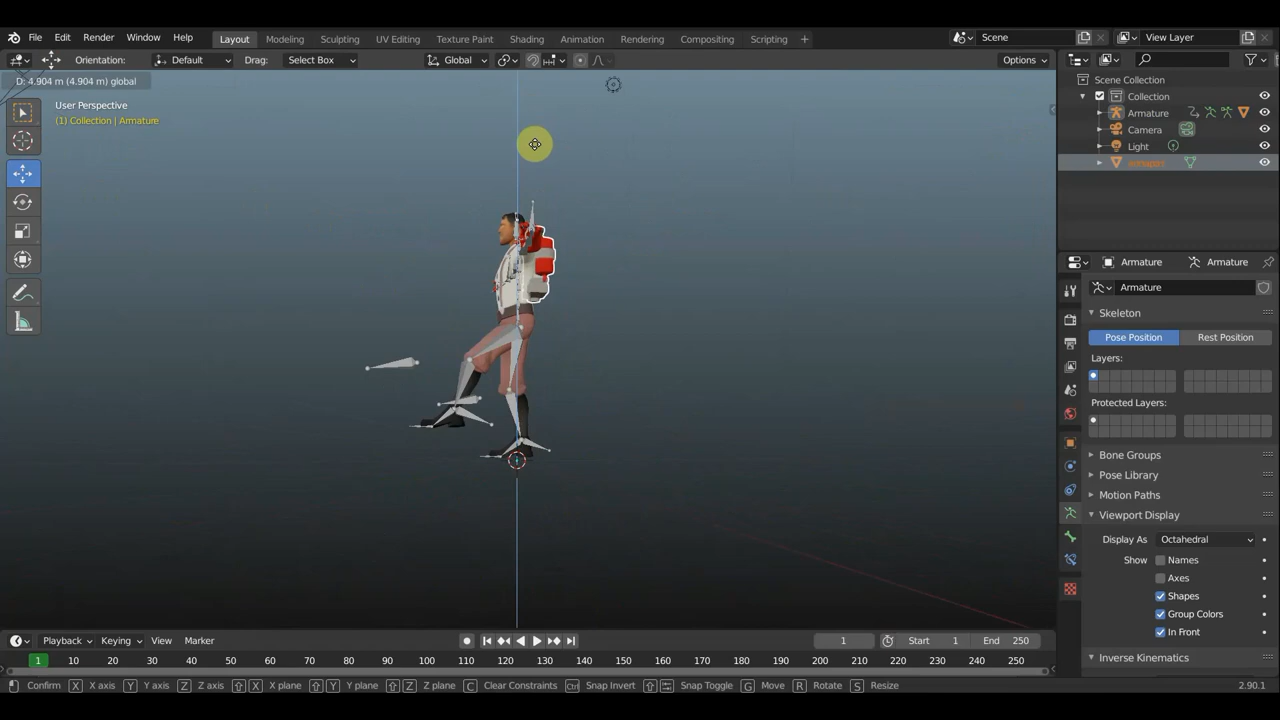 File Edit Render Window Help Layout Modeling Sculpting UV Editing Texture Paint Shading Animation Rendering Compositing Scripting + Scene View Layer
Orientation: Default Drag: Select Box Global Options
D: 4.904 m (4.904 m) global
User Perspective
(1) Collection | Armature
Scene Collection
Collection
Armature
Camera
Light
Armature Armature
Armature
Skeleton
Pose Position Rest Position
Layers:
Protected Layers:
Bone Groups
Pose Library
Motion Paths
Viewport Display
Display As Octahedral
Show Names
Axes
Shapes
Group Colors
In Front
Inverse Kinematics
Playback Keying View Marker 1 Start 1 End 250
1 10 20 30 40 50 60 70 80 90 100 110 120 130 140 150 160 170 180 190 200 210 220 230 240 250
Confirm X X axis Y Y axis Z Z axis X X plane Y Y plane Z Z plane C Clear Constraints Ctrl Snap Invert Snap Toggle G Move R Rotate S Resize 2.90.1